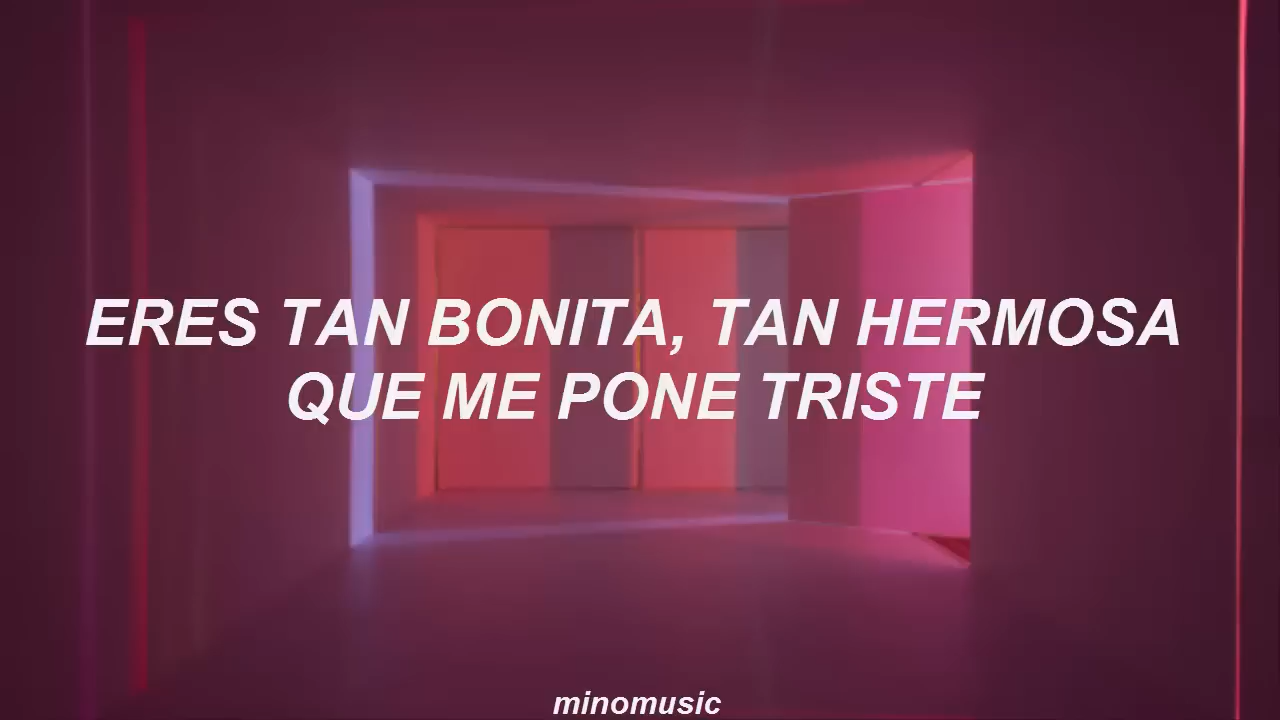 ERES TAN BONITA, TAN HERMOSA
QUE ME PONE TRISTE
minomusic